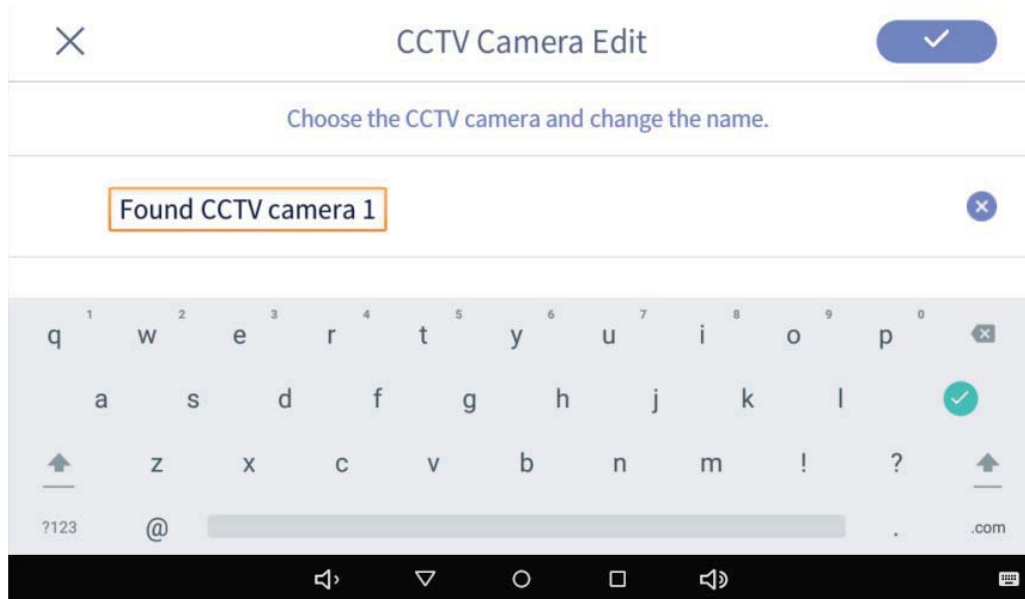 CCTV Camera Edit
Choose the CCTV camera and change the name.
Found CCTV camera 1
q 1 w 2 e 3 r 4 t 5 y 6 u 7 i 8 o 9 p 0
a s d f g h j k l
z x c v b n m ! ?
?123 @ . .com